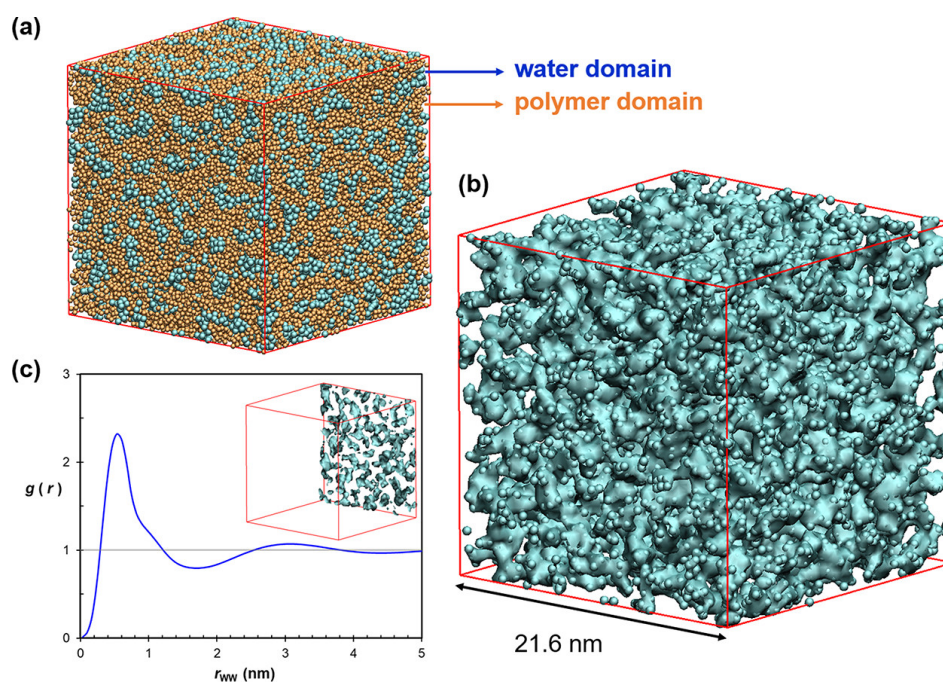 (a)
water domain
polymer domain
(b)
21.6 nm
(c)
3
2
1
0
g ( r )
0 1 2 3 4 5
rWW (nm)